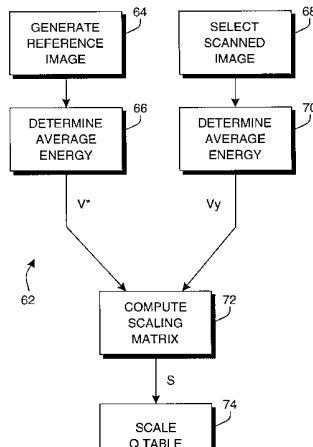 64
GENERATE
REFERENCE
IMAGE
68
SELECT
SCANNED
IMAGE
66
DETERMINE
AVERAGE
ENERGY
70
DETERMINE
AVERAGE
ENERGY
V*
Vy
62
COMPUTE
SCALING
MATRIX
72
S
74
SCALE
Q TABLE